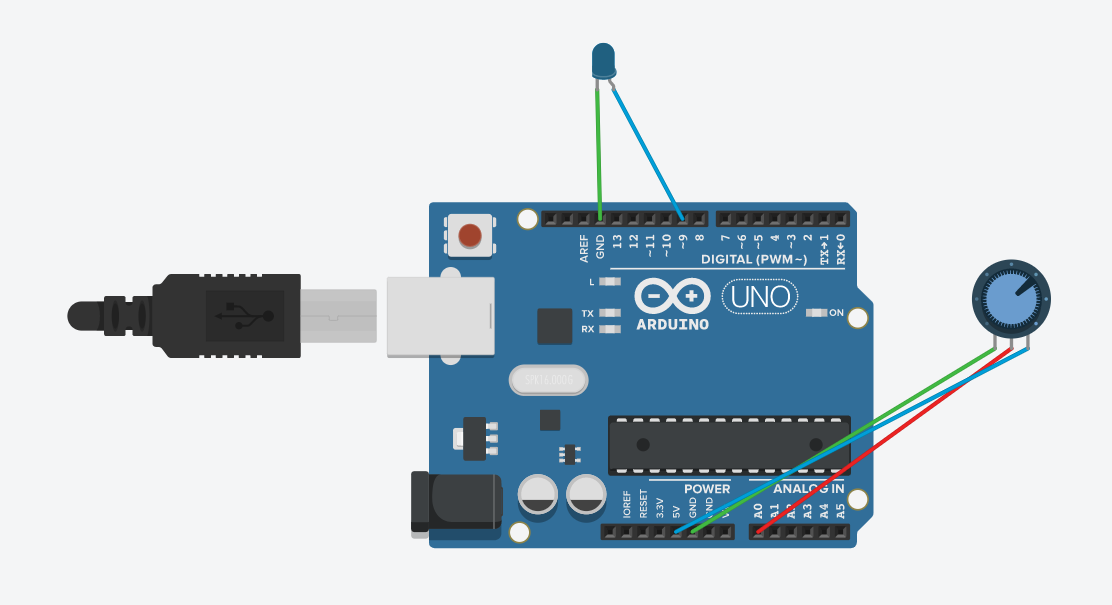 AREF
GND
13
12
~11
~10
~9
8
7
~6
~5
4
~3
2
TX→1
RX←0
DIGITAL (PWM~)
L
TX
RX
ARDUINO
UNO
ON
POWER
ANALOG IN
IOREF
RESET
3.3V
5V
GND
GND
A0
A1
A2
A3
A4
A5